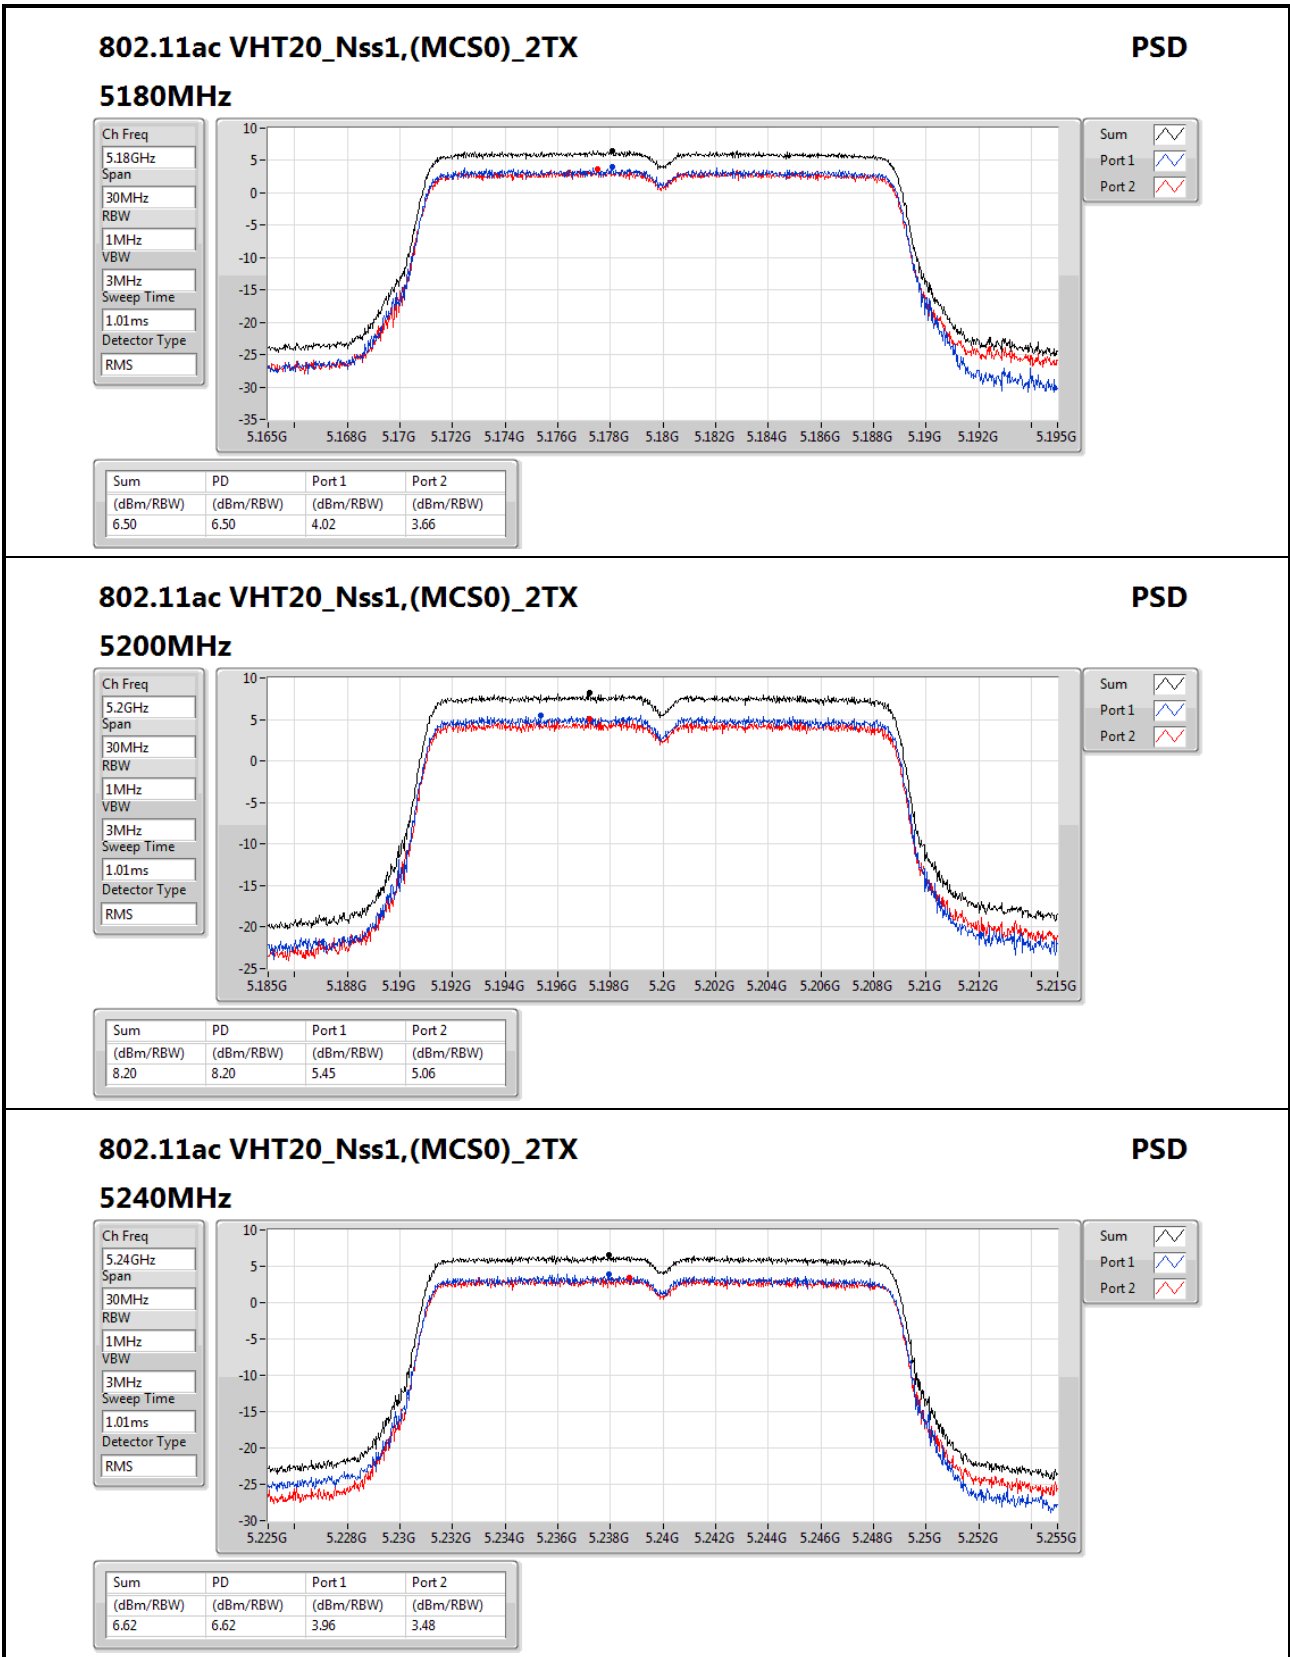 802.11ac VHT20_Nss1,(MCS0)_2TX PSD
5180MHz
Ch Freq
5.18GHz
Span
30MHz
RBW
1MHz
VBW
3MHz
Sweep Time
1.01ms
Detector Type
RMS
10
5
0
-5
-10
-15
-20
-25
-30
-35
5.165G 5.168G 5.17G 5.172G 5.174G 5.176G 5.178G 5.18G 5.182G 5.184G 5.186G 5.188G 5.19G 5.192G 5.195G
Sum
Port 1
Port 2
Sum PD Port 1 Port 2
(dBm/RBW) (dBm/RBW) (dBm/RBW) (dBm/RBW)
6.50 6.50 4.02 3.66
802.11ac VHT20_Nss1,(MCS0)_2TX PSD
5200MHz
Ch Freq
5.2GHz
Span
30MHz
RBW
1MHz
VBW
3MHz
Sweep Time
1.01ms
Detector Type
RMS
10
5
0
-5
-10
-15
-20
-25
5.185G 5.188G 5.19G 5.192G 5.194G 5.196G 5.198G 5.2G 5.202G 5.204G 5.206G 5.208G 5.21G 5.212G 5.215G
Sum
Port 1
Port 2
Sum PD Port 1 Port 2
(dBm/RBW) (dBm/RBW) (dBm/RBW) (dBm/RBW)
8.20 8.20 5.45 5.06
802.11ac VHT20_Nss1,(MCS0)_2TX PSD
5240MHz
Ch Freq
5.24GHz
Span
30MHz
RBW
1MHz
VBW
3MHz
Sweep Time
1.01ms
Detector Type
RMS
10
5
0
-5
-10
-15
-20
-25
-30
5.225G 5.228G 5.23G 5.232G 5.234G 5.236G 5.238G 5.24G 5.242G 5.244G 5.246G 5.248G 5.25G 5.252G 5.255G
Sum
Port 1
Port 2
Sum PD Port 1 Port 2
(dBm/RBW) (dBm/RBW) (dBm/RBW) (dBm/RBW)
6.62 6.62 3.96 3.48